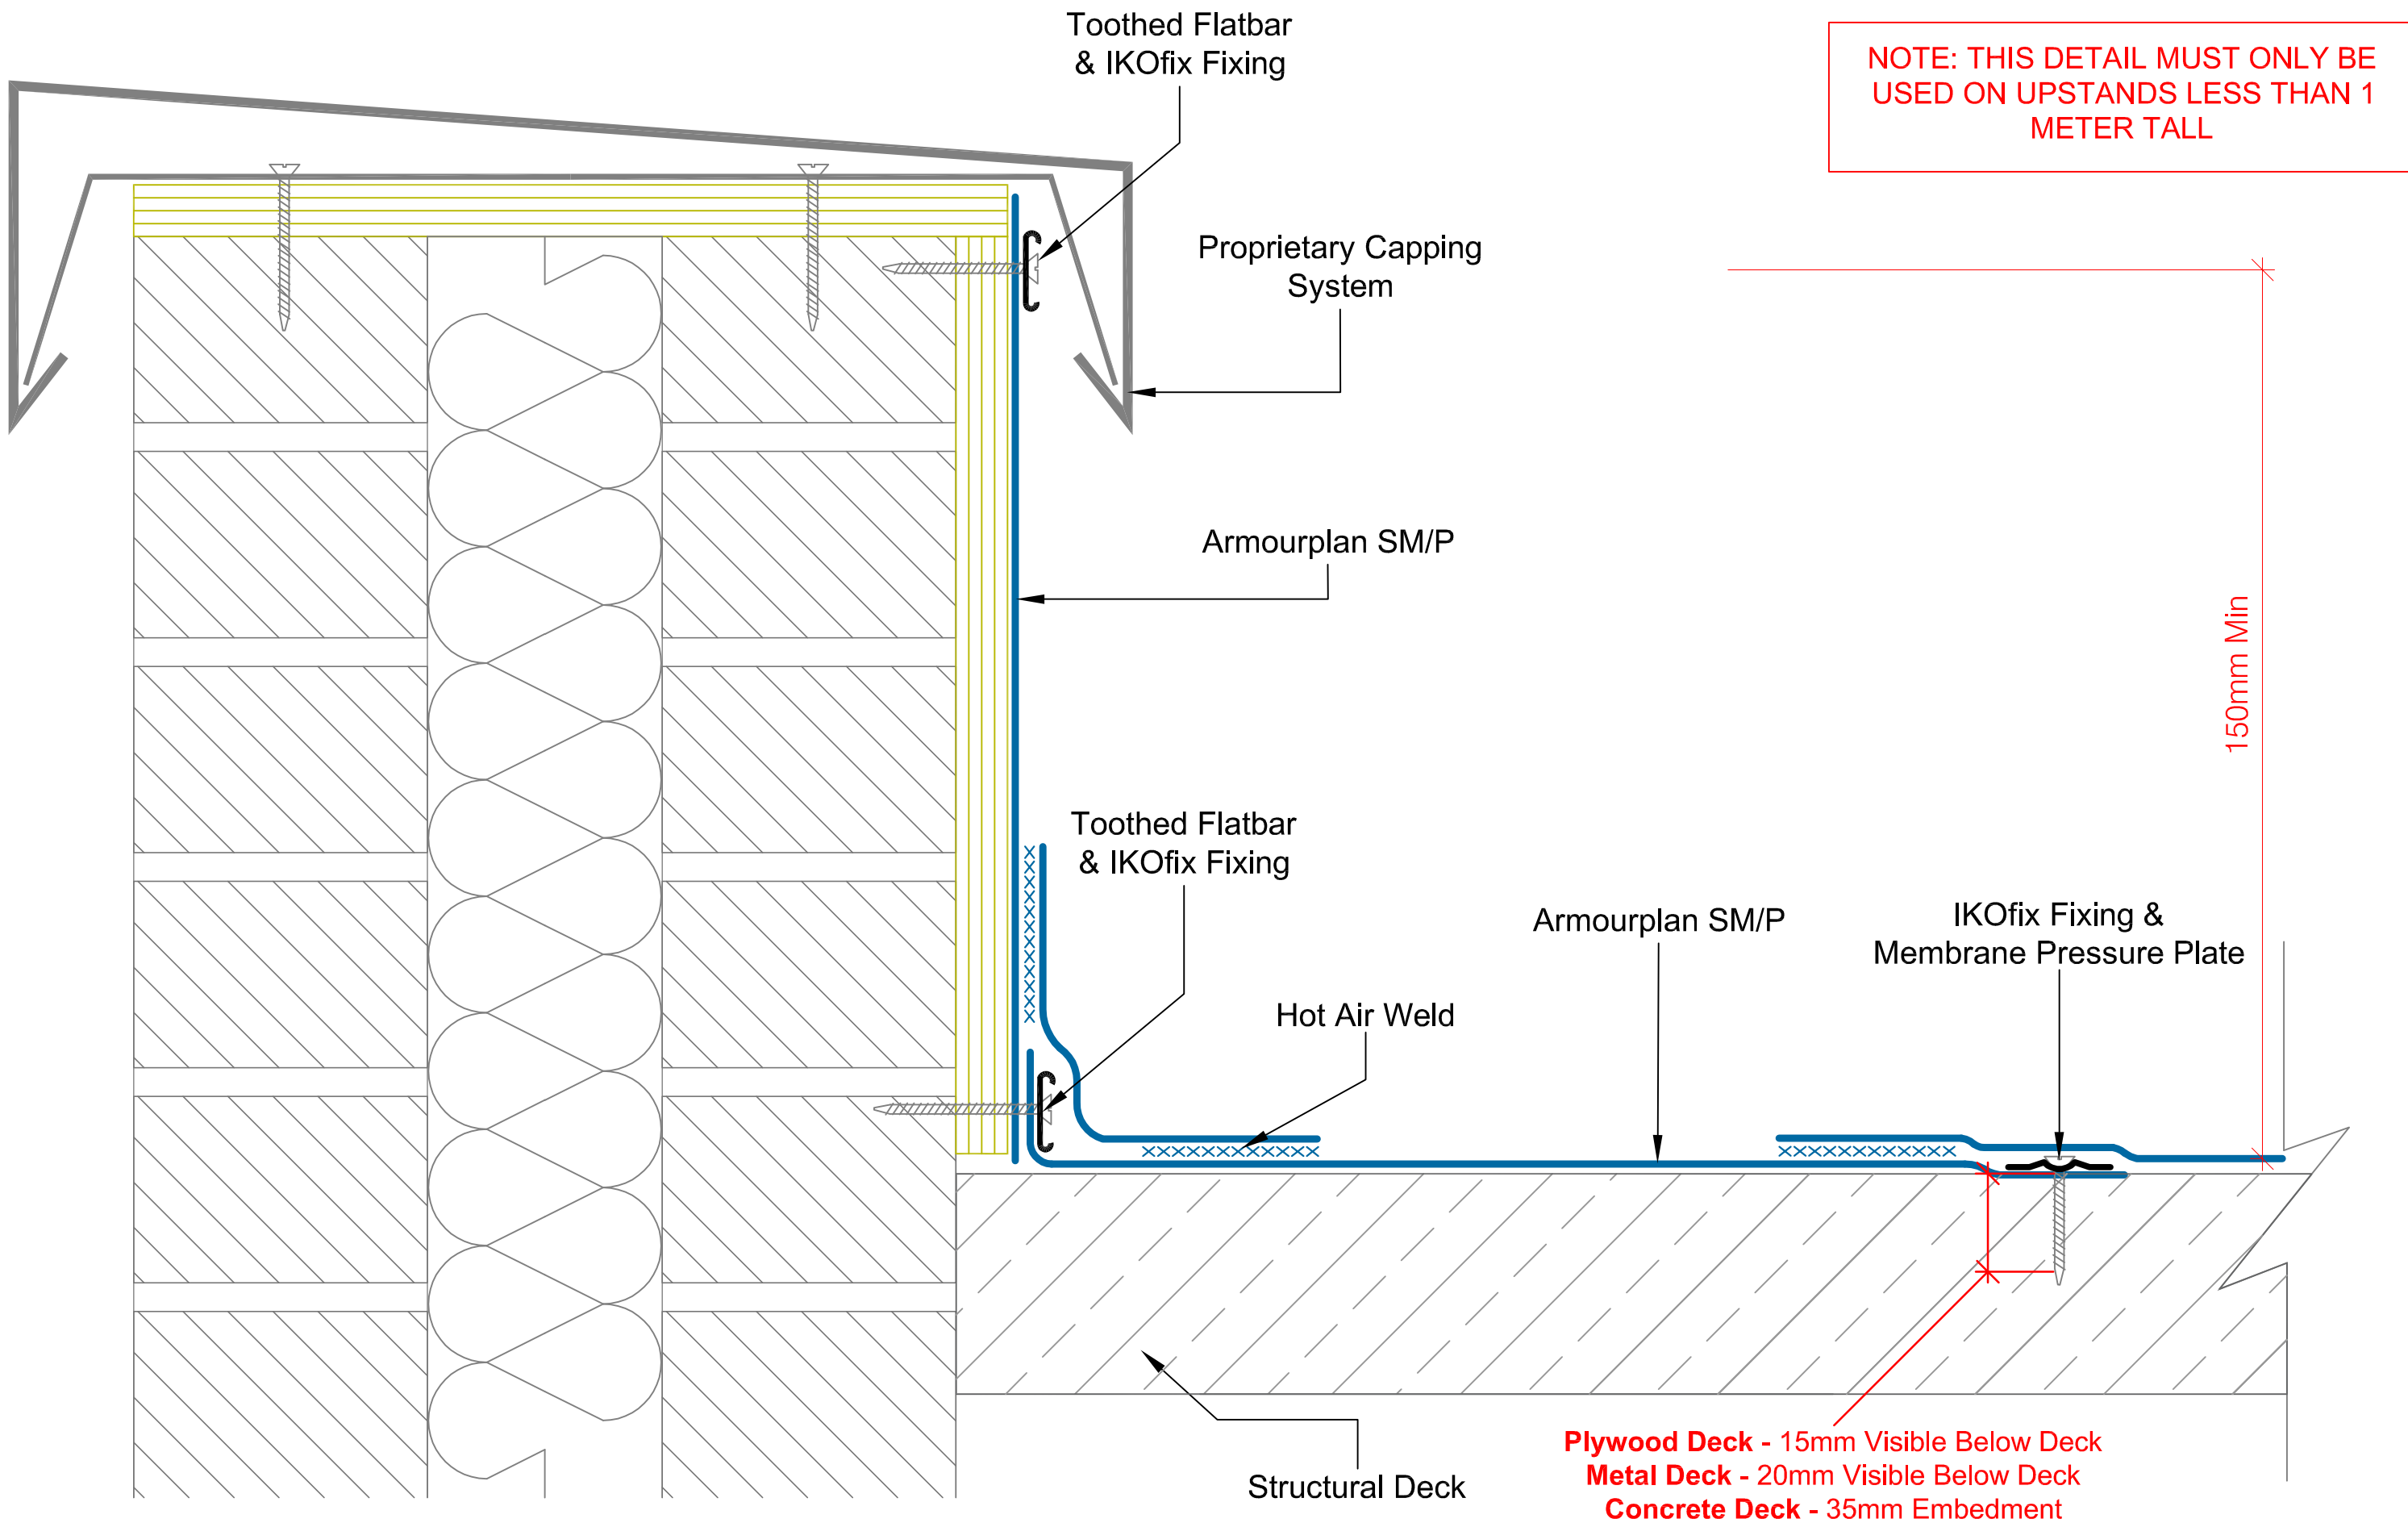 Toothed Flatbar
& IKOfix Fixing
NOTE: THIS DETAIL MUST ONLY BE
USED ON UPSTANDS LESS THAN 1
METER TALL
Proprietary Capping
System
Armourplan SM/P
150mm Min
Toothed Flatbar
& IKOfix Fixing
Armourplan SM/P
IKOfix Fixing &
Membrane Pressure Plate
Hot Air Weld
Structural Deck
Plywood Deck - 15mm Visible Below Deck
Metal Deck - 20mm Visible Below Deck
Concrete Deck - 35mm Embedment